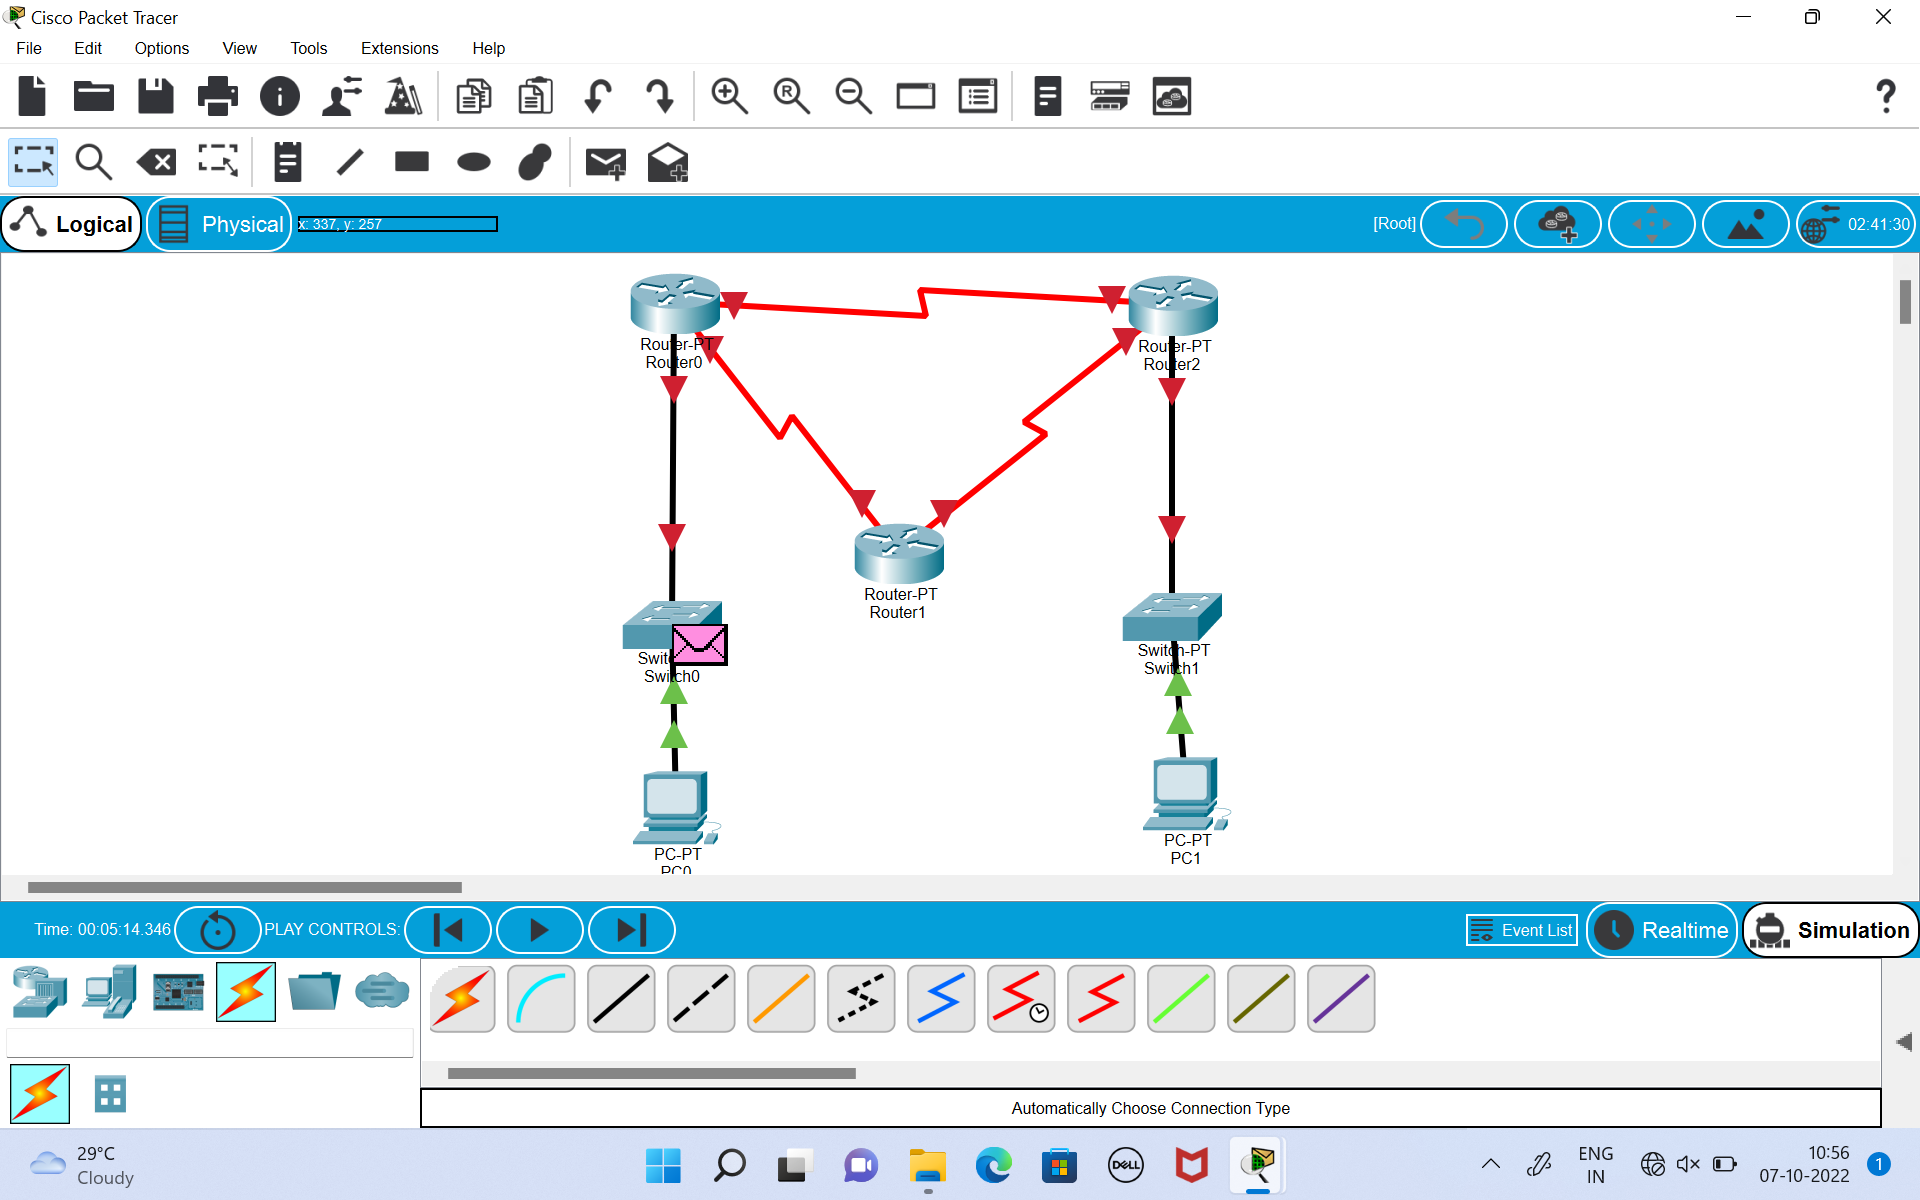 Cisco Packet Tracer
File Edit Options View Tools Extensions Help
Logical Physical x: 337, y: 257 [Root] 02:41:30
Router-PT
Router0
Router-PT
Router2
Router-PT
Router1
Switch0
Switch-PT
Switch1
PC-PT
PC0
PC-PT
PC1
Time: 00:05:14.346 PLAY CONTROLS: Event List Realtime Simulation
Automatically Choose Connection Type
29°C
Cloudy
DELL
ENG
IN
10:56
07-10-2022
1